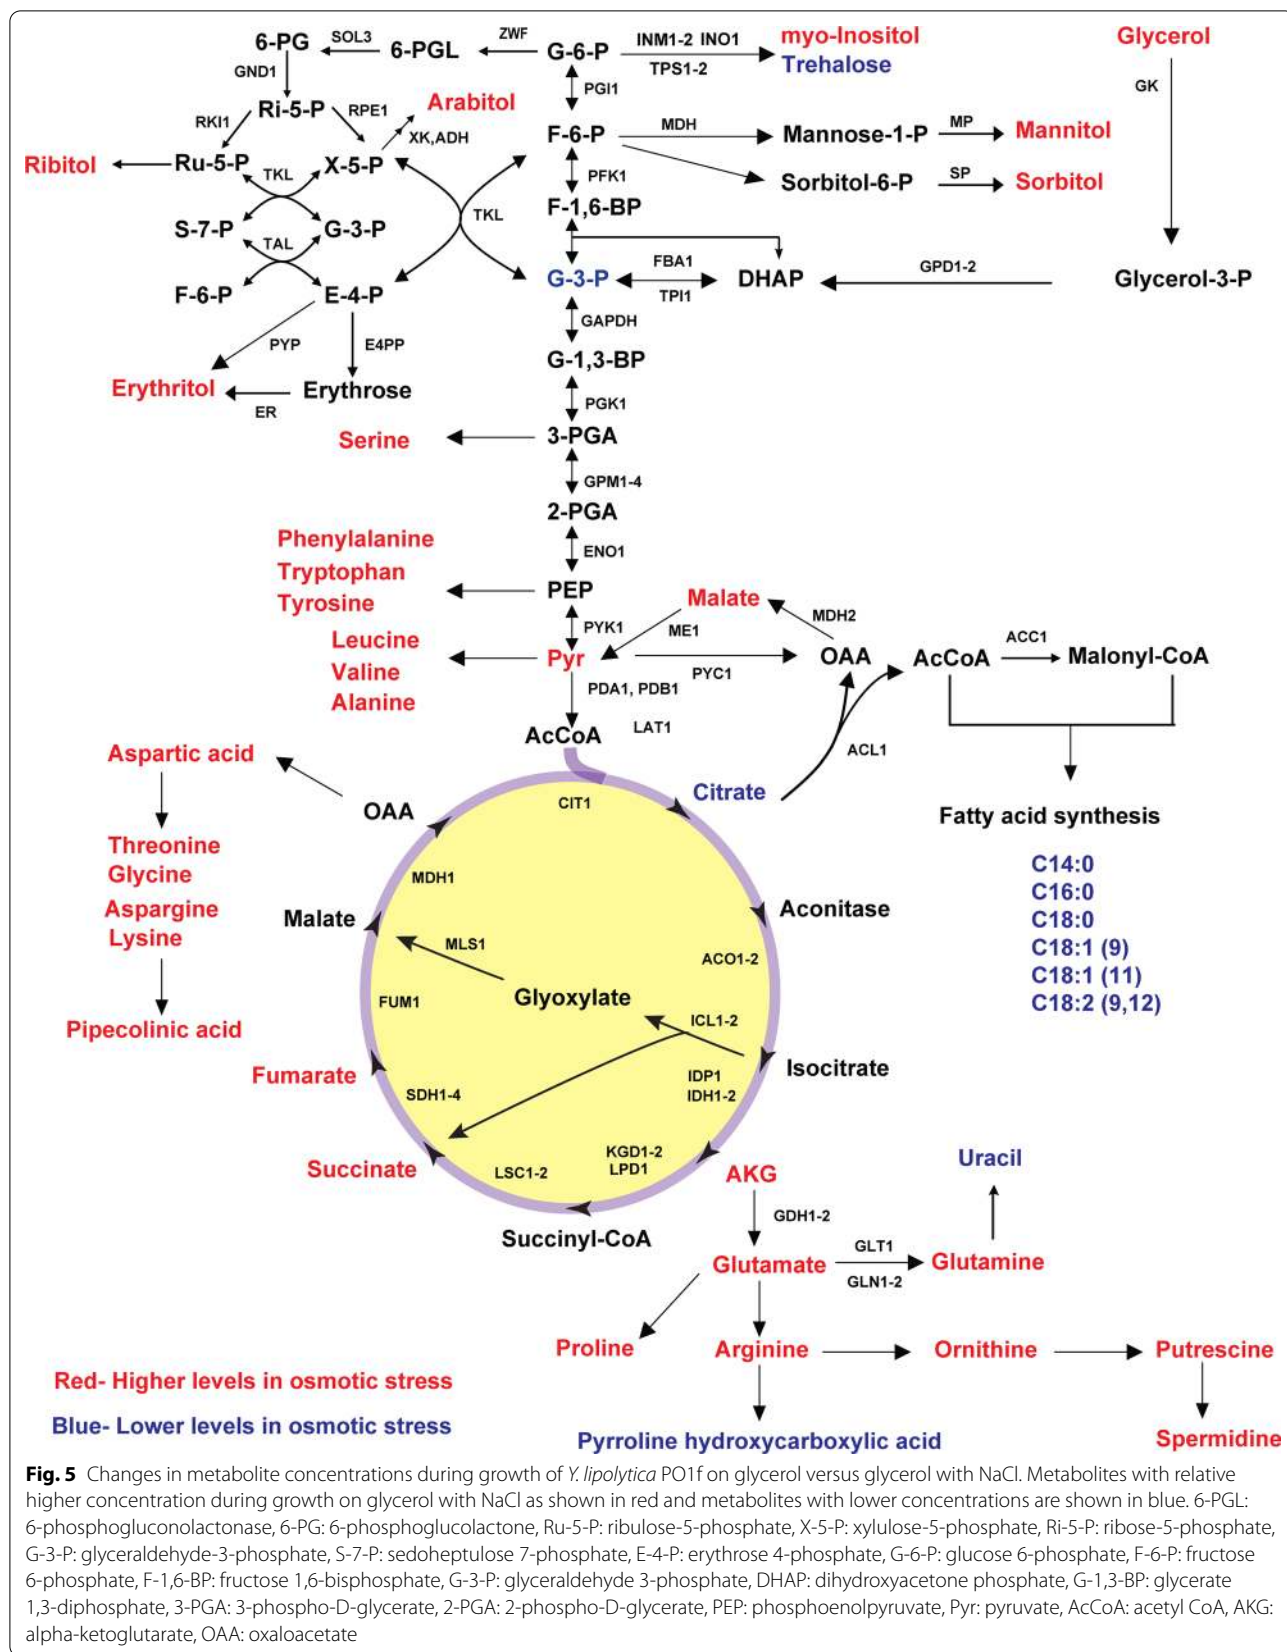 6-PG
SOL3
6-PGL
ZWF
G-6-P
INM1-2 INO1
TPS1-2
myo-Inositol
Trehalose
Glycerol
GND1
PGI1
GK
Ri-5-P
RKI1
RPE1
Arabitol
XK,ADH
F-6-P
MDH
Mannose-1-P
MP
Mannitol
Ribitol
Ru-5-P
TKL
X-5-P
PFK1
Sorbitol-6-P
SP
Sorbitol
F-1,6-BP
TKL
S-7-P
G-3-P
TAL
G-3-P
FBA1
TPI1
DHAP
GPD1-2
Glycerol-3-P
F-6-P
E-4-P
GAPDH
PYP
E4PP
G-1,3-BP
Erythritol
ER
Erythrose
PGK1
Serine
3-PGA
GPM1-4
2-PGA
Phenylalanine
Tryptophan
Tyrosine
ENO1
PEP
Malate
MDH2
PYK1
ME1
Leucine
Valine
Alanine
Pyr
PYC1
OAA
AcCoA
ACC1
Malonyl-CoA
PDA1, PDB1
LAT1
AcCoA
ACL1
Aspartic acid
Citrate
OAA
CIT1
Fatty acid synthesis
Threonine
Glycine
Aspargine
Lysine
C14:0
C16:0
C18:0
C18:1 (9)
C18:1 (11)
C18:2 (9,12)
MDH1
Malate
Aconitase
MLS1
ACO1-2
Glyoxylate
FUM1
ICL1-2
Pipecolinic acid
Fumarate
Isocitrate
IDP1
IDH1-2
SDH1-4
Succinate
LSC1-2
KGD1-2
LPD1
AKG
Uracil
GDH1-2
Succinyl-CoA
Glutamate
GLT1
GLN1-2
Glutamine
Proline
Arginine
Ornithine
Putrescine
Red- Higher levels in osmotic stress
Blue- Lower levels in osmotic stress
Pyrroline hydroxycarboxylic acid
Spermidine
Fig. 5 Changes in metabolite concentrations during growth of Y. lipolytica PO1f on glycerol versus glycerol with NaCl. Metabolites with relative
higher concentration during growth on glycerol with NaCl as shown in red and metabolites with lower concentrations are shown in blue. 6-PGL:
6-phosphogluconolactonase, 6-PG: 6-phosphoglucolactone, Ru-5-P: ribulose-5-phosphate, X-5-P: xylulose-5-phosphate, Ri-5-P: ribose-5-phosphate,
G-3-P: glyceraldehyde-3-phosphate, S-7-P: sedoheptulose 7-phosphate, E-4-P: erythrose 4-phosphate, G-6-P: glucose 6-phosphate, F-6-P: fructose
6-phosphate, F-1,6-BP: fructose 1,6-bisphosphate, G-3-P: glyceraldehyde 3-phosphate, DHAP: dihydroxyacetone phosphate, G-1,3-BP: glycerate
1,3-diphosphate, 3-PGA: 3-phospho-D-glycerate, 2-PGA: 2-phospho-D-glycerate, PEP: phosphoenolpyruvate, Pyr: pyruvate, AcCoA: acetyl CoA, AKG:
alpha-ketoglutarate, OAA: oxaloacetate